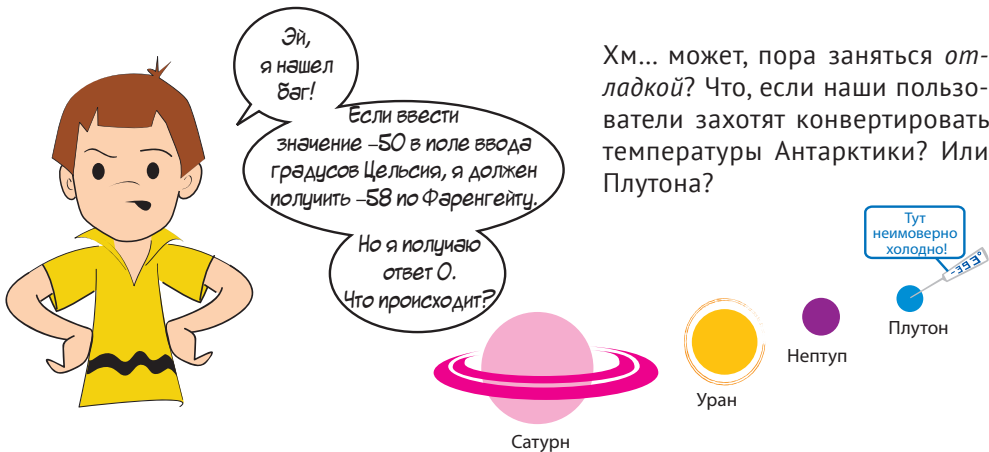 Эй,
я нашел
баг!
Если ввести
значение –50 в поле ввода
градусов Цельсия, я должен
получить –58 по Фаренгейту.
Но я получаю
ответ 0.
Что происходит?
Хм... может, пора заняться от-
ладкой? Что, если наши пользо-
ватели захотят конвертировать
температуры Антарктики? Или
Плутона?
Тут
неимоверно
холодно!
-393°
Плутон
Нептуп
Уран
Сатурн